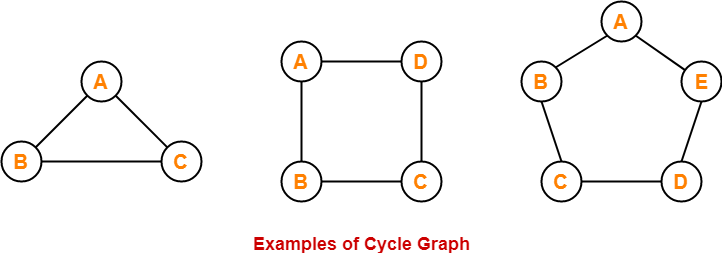 A
A D
A
B E
B C
B C
C D
Examples of Cycle Graph